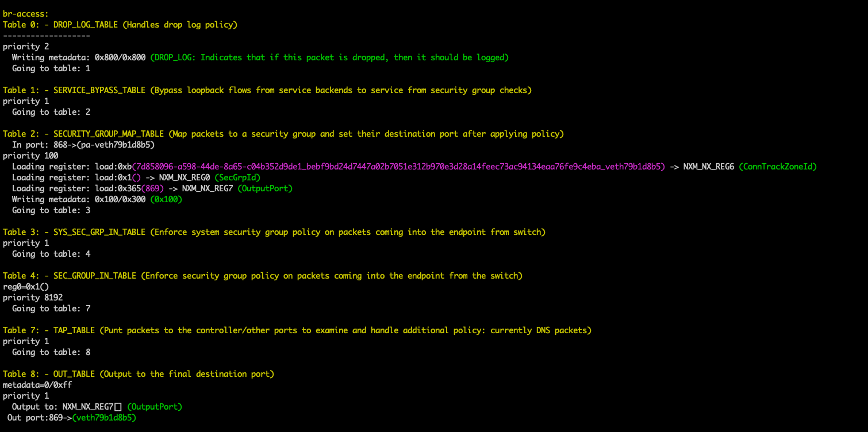 br-access:
Table 0: - DROP_LOG_TABLE (Handles drop log policy)
-------------------
priority 2
Writing metadata: 0x800/0x800 (DROP_LOG: Indicates that if this packet is dropped, then it should be logged)
Going to table: 1
Table 1: - SERVICE_BYPASS_TABLE (Bypass loopback flows from service backends to service from security group checks)
priority 1
Going to table: 2
Table 2: - SECURITY_GROUP_MAP_TABLE (Map packets to a security group and set their destination port after applying policy)
In port: 868->(pa-veth79b1d8b5)
priority 100
Loading register: load:0xb(7d858096-a598-44de-8a65-c04b352d9de1_bebf9bd24d7447a02b7051e312b970e3d28a14feec73ac94134eaa76fe9c4eba_veth79b1d8b5) -> NXM_NX_REG6 (ConnTrackZoneId)
Loading register: load:0x1() -> NXM_NX_REG0 (SecGrpId)
Loading register: load:0x365(869) -> NXM_NX_REG7 (OutputPort)
Writing metadata: 0x100/0x300 (0x100)
Going to table: 3
Table 3: - SYS_SEC_GRP_IN_TABLE (Enforce system security group policy on packets coming into the endpoint from switch)
priority 1
Going to table: 4
Table 4: - SEC_GROUP_IN_TABLE (Enforce security group policy on packets coming into the endpoint from the switch)
reg0=0x1()
priority 8192
Going to table: 7
Table 7: - TAP_TABLE (Punt packets to the controller/other ports to examine and handle additional policy: currently DNS packets)
priority 1
Going to table: 8
Table 8: - OUT_TABLE (Output to the final destination port)
metadata=0/0xff
priority 1
Output to: NXM_NX_REG7[] (OutputPort)
Out port:869->(veth79b1d8b5)